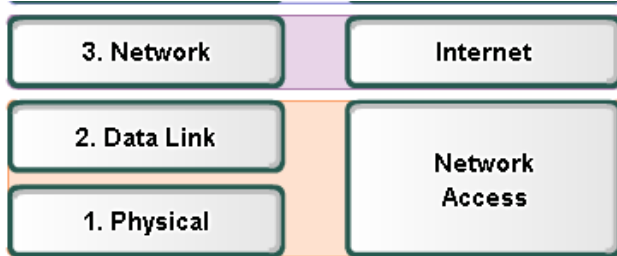 3. Network
Internet
2. Data Link
Network
Access
1. Physical